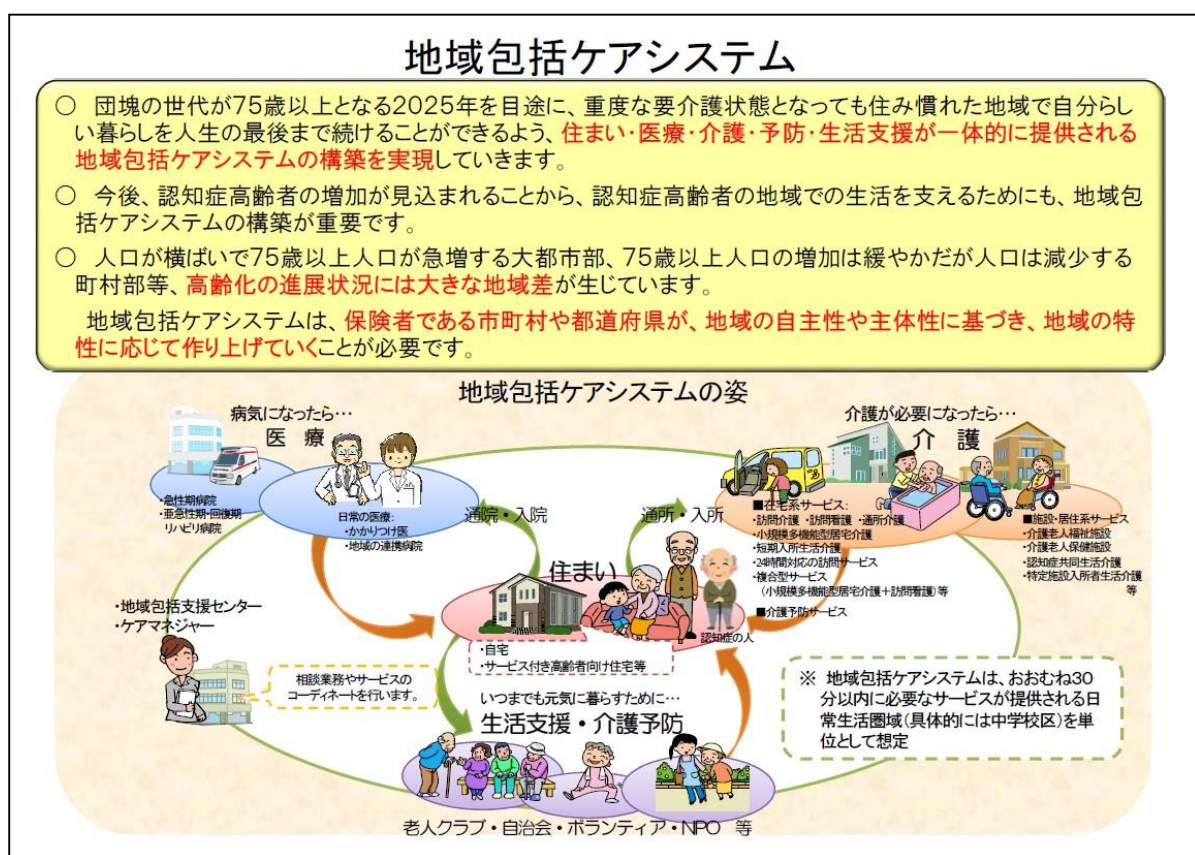 地域包括ケアシステム
○ 団塊の世代が75歳以上となる2025年を目途に、重度な要介護状態となっても住み慣れた地域で自分らし
い暮らしを人生の最後まで続けることができるよう、住まい・医療・介護・予防・生活支援が一体的に提供される
地域包括ケアシステムの構築を実現していきます。
○ 今後、認知症高齢者の増加が見込まれることから、認知症高齢者の地域での生活を支えるためにも、地域包
括ケアシステムの構築が重要です。
○ 人口が横ばいで75歳以上人口が急増する大都市部、75歳以上人口の増加は緩やかだが人口は減少する
町村部等、高齢化の進展状況には大きな地域差が生じています。
地域包括ケアシステムは、保険者である市町村や都道府県が、地域の自主性や主体性に基づき、地域の特
性に応じて作り上げていくことが必要です。
地域包括ケアシステムの姿
病気になったら…
医 療
・急性期病院
・亜急性期・回復期
リハビリ病院
日常の医療:
・かかりつけ医
・地域の連携病院
通院・入院
通所・入所
介護が必要になったら…
介 護
■在宅系サービス:
・訪問介護 ・訪問看護 ・通所介護
・小規模多機能型居宅介護
・短期入所生活介護
・24時間対応の訪問サービス
・複合型サービス
(小規模多機能型居宅介護+訪問看護)等
■介護予防サービス
■施設・居住系サービス
・介護老人福祉施設
・介護老人保健施設
・認知症共同生活介護
・特定施設入所者生活介護
等
住まい
認知症の人
・自宅
・サービス付き高齢者向け住宅等
・地域包括支援センター
・ケアマネジャー
相談業務やサービスの
コーディネートを行います。
いつまでも元気に暮らすために…
生活支援・介護予防
老人クラブ・自治会・ボランティア・NPO 等
※ 地域包括ケアシステムは、おおむね30
分以内に必要なサービスが提供される日
常生活圏域(具体的には中学校区)を単
位として想定